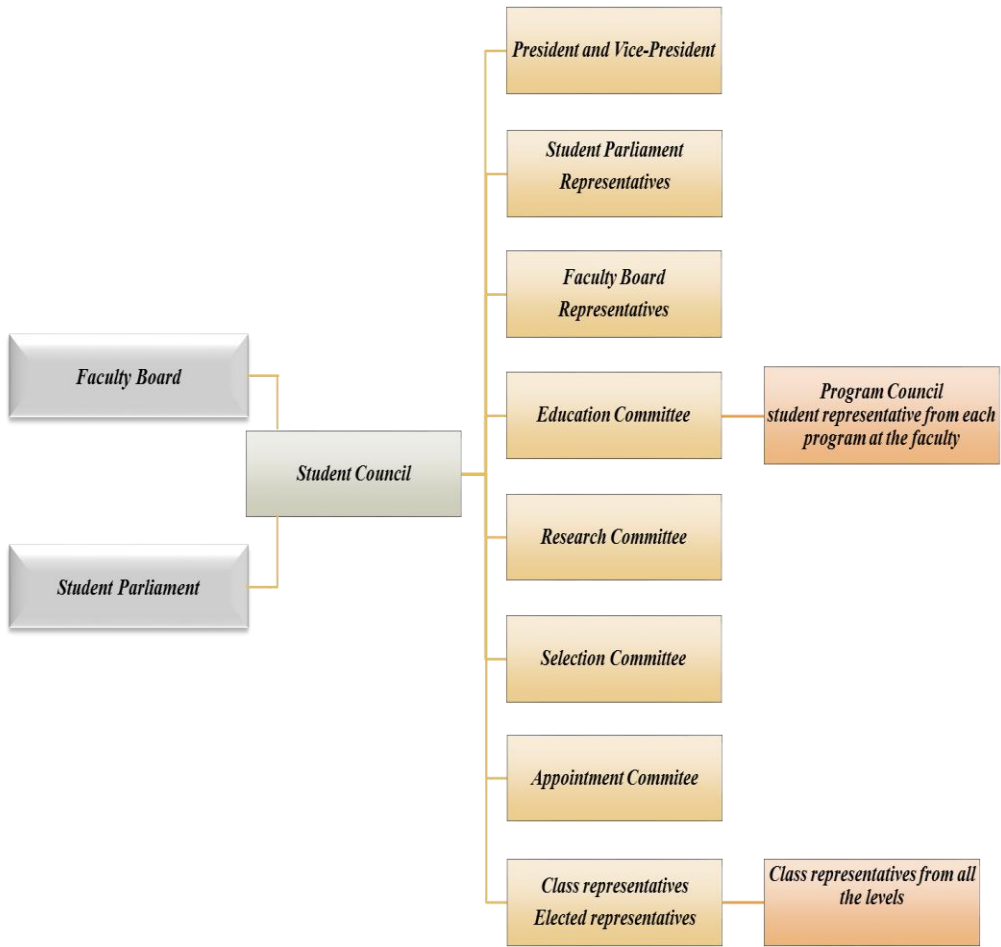 President and Vice-President
Student Parliament
Representatives
Faculty Board
Representatives
Faculty Board
Education Committee
Program Council
student representative from each
program at the faculty
Student Council
Research Committee
Student Parliament
Selection Committee
Appointment Commitee
Class representatives
Elected representatives
Class representatives from all
the levels